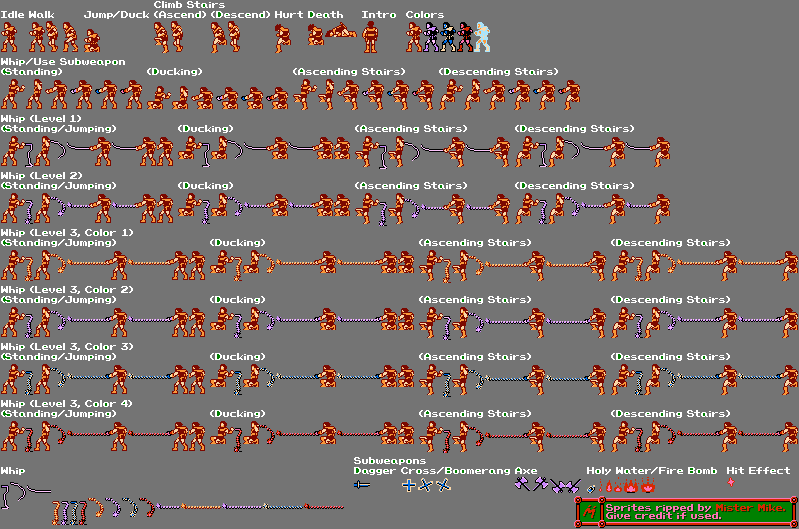 Climb Stairs
Idle Walk Jump/Duck (Ascend) (Descend) Hurt Death Intro Colors
Whip/Use Subweapon
(Standing) (Ducking) (Ascending Stairs) (Descending Stairs)
Whip (Level 1)
(Standing/Jumping) (Ducking) (Ascending Stairs) (Descending Stairs)
Whip (Level 2)
(Standing/Jumping) (Ducking) (Ascending Stairs) (Descending Stairs)
Whip (Level 3, Color 1)
(Standing/Jumping) (Ducking) (Ascending Stairs) (Descending Stairs)
Whip (Level 3, Color 2)
(Standing/Jumping) (Ducking) (Ascending Stairs) (Descending Stairs)
Whip (Level 3, Color 3)
(Standing/Jumping) (Ducking) (Ascending Stairs) (Descending Stairs)
Whip (Level 3, Color 4)
(Standing/Jumping) (Ducking) (Ascending Stairs) (Descending Stairs)
Subweapons
Whip Dagger Cross/Boomerang Axe Holy Water/Fire Bomb Hit Effect
Sprites ripped by Mister Mike.
Give credit if used.